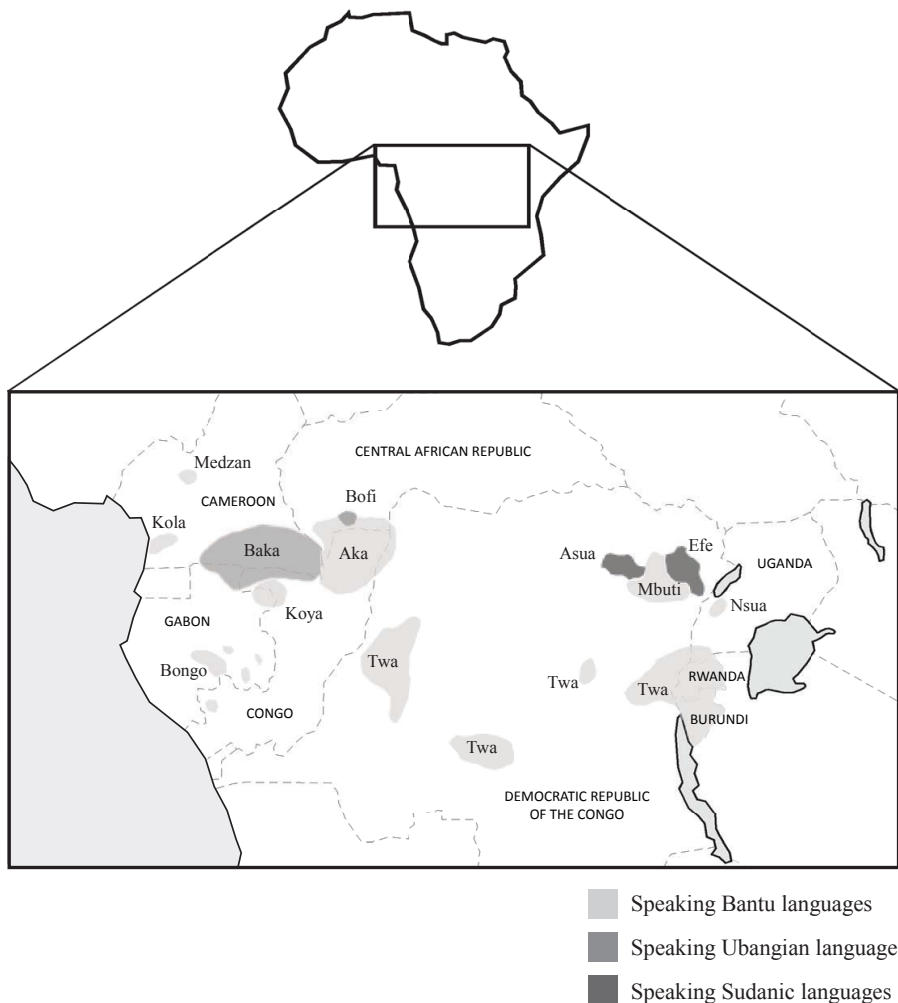 CENTRAL AFRICAN REPUBLIC
Medzan
CAMEROON
Bofi
Kola
Baka
Aka
Asua
Efe
UGANDA
Mbuti
Koya
Nsua
GABON
Bongo
Twa
Twa
Twa
RWANDA
CONGO
BURUNDI
Twa
DEMOCRATIC REPUBLIC
OF THE CONGO
Speaking Bantu languages
Speaking Ubangian language
Speaking Sudanic languages